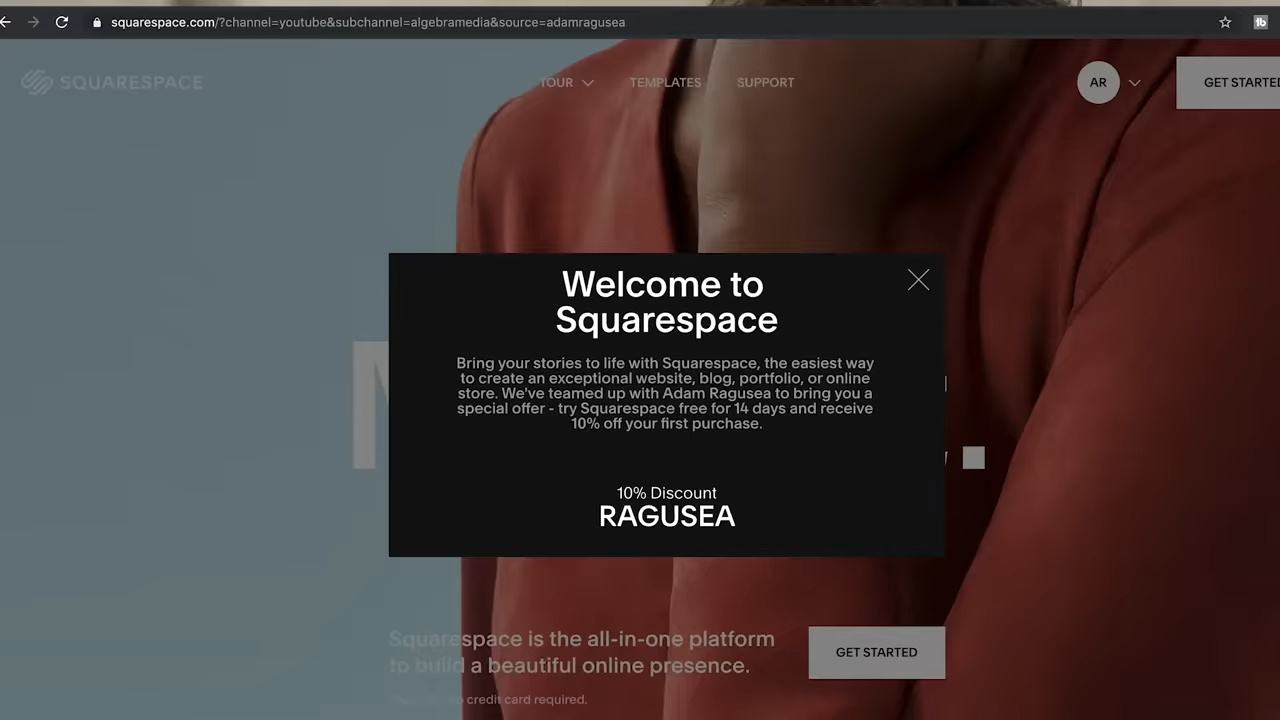 squarespace.com/?channel=youtube&subchannel=algebramedia&source=adamragusea
SQUARESPACE
TOUR
TEMPLATES
SUPPORT
AR
GET STARTED
Welcome to
Squarespace
Bring your stories to life with Squarespace, the easiest way
to create an exceptional website, blog, portfolio, or online
store. We've teamed up with Adam Ragusea to bring you a
special offer - try Squarespace free for 14 days and receive
10% off your first purchase.
10% Discount
RAGUSEA
Squarespace is the all-in-one platform
to build a beautiful online presence.
GET STARTED
credit card required.